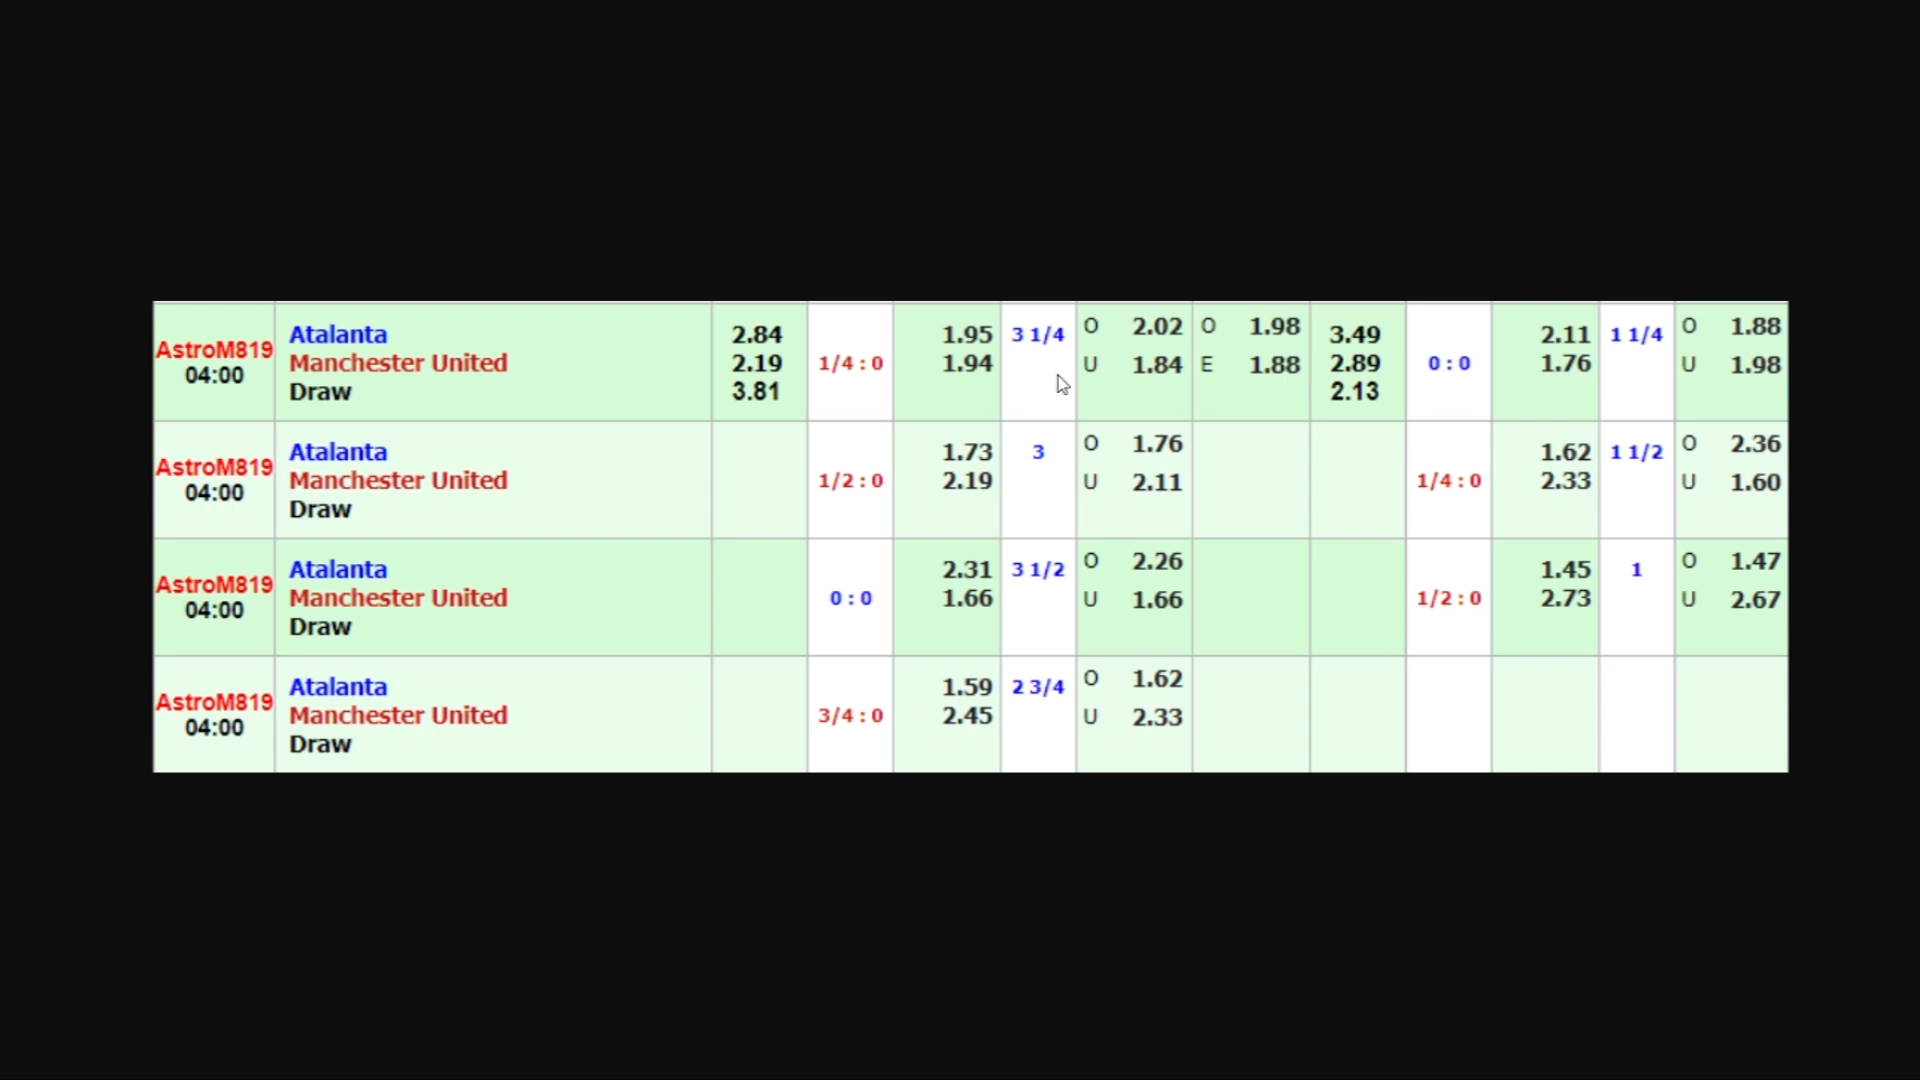 AstroM819 04:00 Atalanta 2.84 1.95 3 1/4 O 2.02 O 1.98 3.49 2.11 1 1/4 O 1.88
Manchester United 2.19 1/4 : 0 1.94 U 1.84 E 1.88 2.89 0 : 0 1.76 U 1.98
Draw 3.81 2.13
AstroM819 04:00 Atalanta 1.73 3 O 1.76 1.62 1 1/2 O 2.36
Manchester United 1/2 : 0 2.19 U 2.11 1/4 : 0 2.33 U 1.60
Draw
AstroM819 04:00 Atalanta 2.31 3 1/2 O 2.26 1.45 1 O 1.47
Manchester United 0 : 0 1.66 U 1.66 1/2 : 0 2.73 U 2.67
Draw
AstroM819 04:00 Atalanta 1.59 2 3/4 O 1.62
Manchester United 3/4 : 0 2.45 U 2.33
Draw